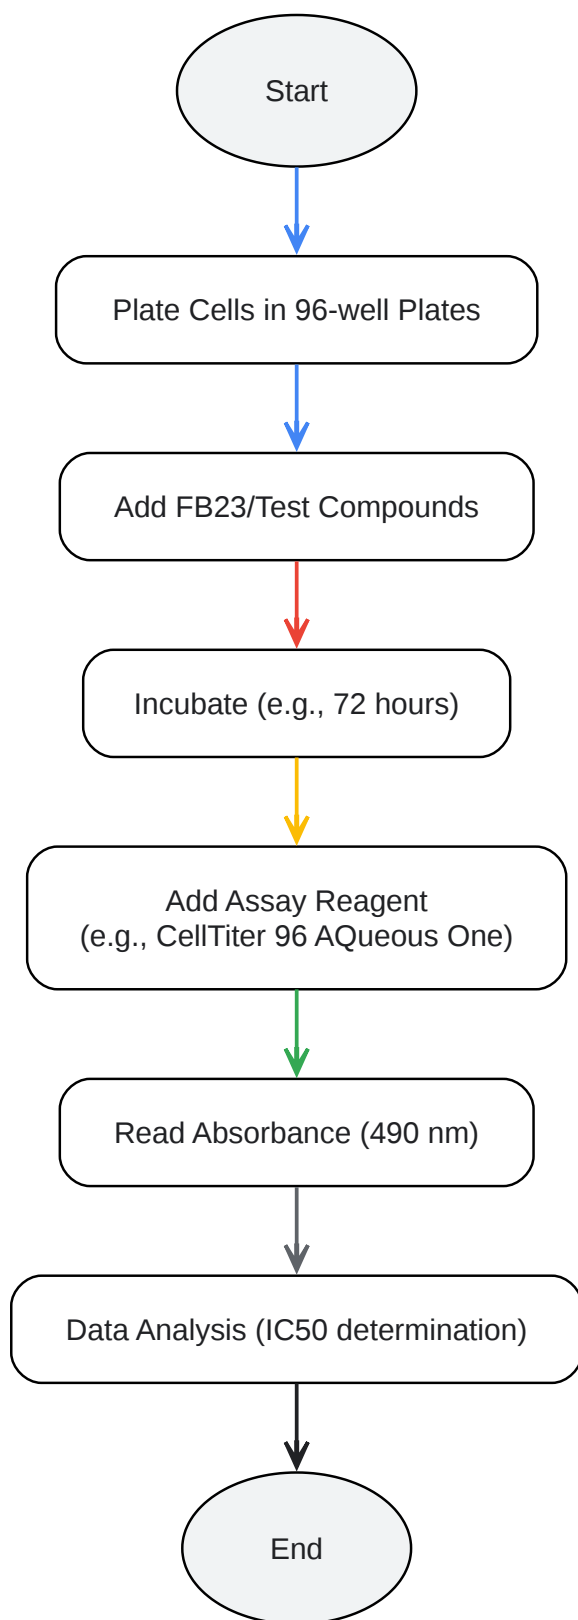 Start
Plate Cells in 96-well Plates
Add FB23/Test Compounds
Incubate (e.g., 72 hours)
Add Assay Reagent
(e.g., CellTiter 96 AQueous One)
Read Absorbance (490 nm)
Data Analysis (IC50 determination)
End